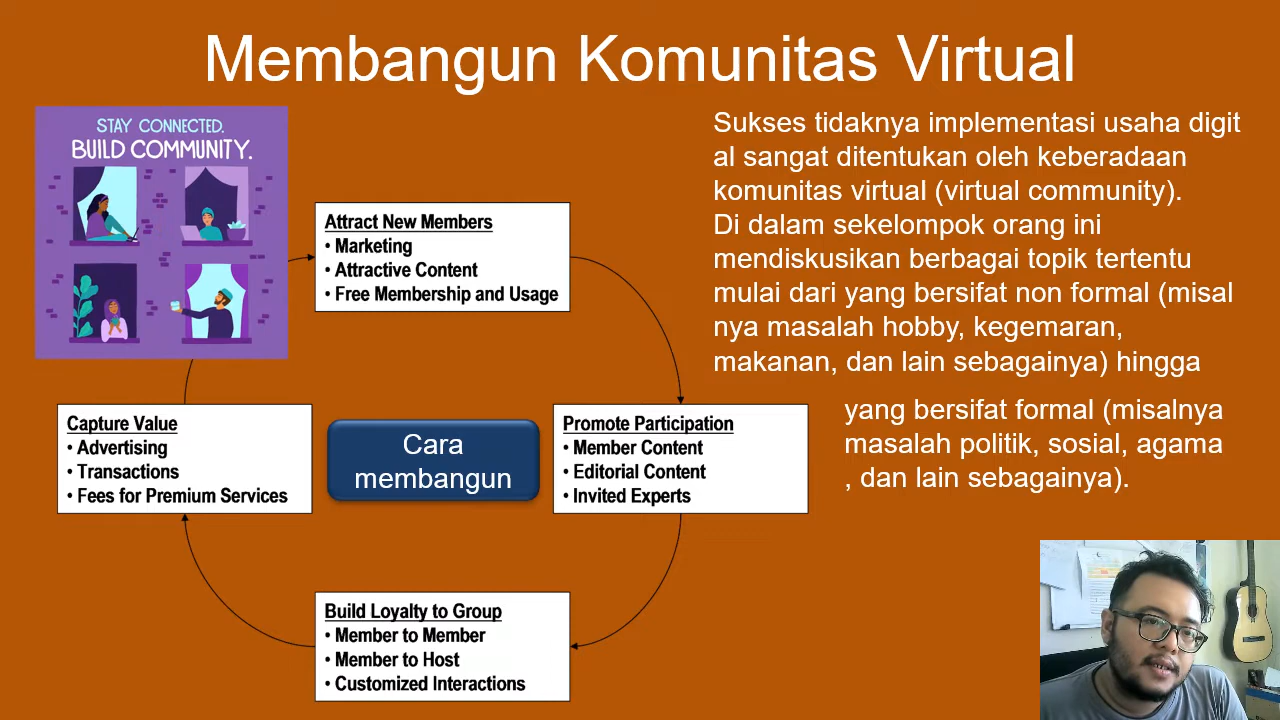 Membangun Komunitas Virtual
STAY CONNECTED.
BUILD COMMUNITY.
Sukses tidaknya implementasi usaha digit
al sangat ditentukan oleh keberadaan
komunitas virtual (virtual community).
Di dalam sekelompok orang ini
mendiskusikan berbagai topik tertentu
mulai dari yang bersifat non formal (misal
nya masalah hobby, kegemaran,
makanan, dan lain sebagainya) hingga
yang bersifat formal (misalnya
masalah politik, sosial, agama
, dan lain sebagainya).
Attract New Members
• Marketing
• Attractive Content
• Free Membership and Usage
Promote Participation
• Member Content
• Editorial Content
• Invited Experts
Build Loyalty to Group
• Member to Member
• Member to Host
• Customized Interactions
Capture Value
• Advertising
• Transactions
• Fees for Premium Services
Cara
membangun